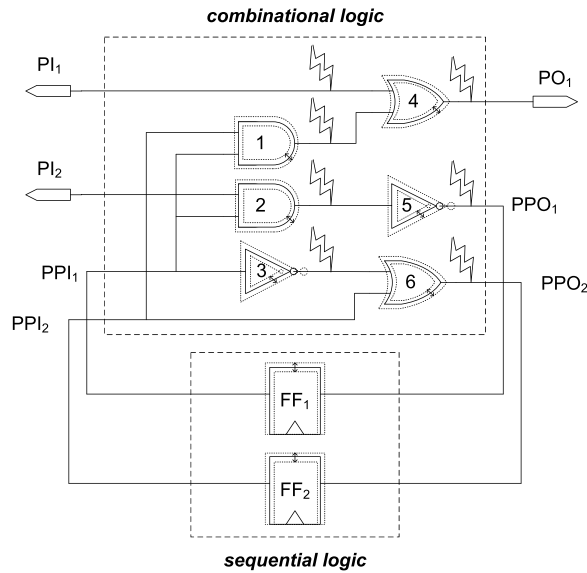 combinational logic
PI1
PO1
4
1
PI2
2
5
PPO1
PPI1
3
6
PPO2
PPI2
FF1
FF2
sequential logic